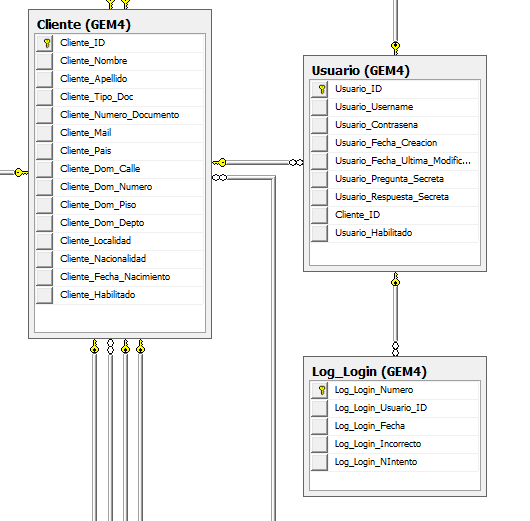 Cliente (GEM4)
Cliente_ID
Cliente_Nombre
Cliente_Apellido
Cliente_Tipo_Doc
Cliente_Numero_Documento
Cliente_Mail
Cliente_Pais
Cliente_Dom_Calle
Cliente_Dom_Numero
Cliente_Dom_Piso
Cliente_Dom_Depto
Cliente_Localidad
Cliente_Nacionalidad
Cliente_Fecha_Nacimiento
Cliente_Habilitado
Usuario (GEM4)
Usuario_ID
Usuario_Username
Usuario_Contrasena
Usuario_Fecha_Creacion
Usuario_Fecha_Ultima_Modific...
Usuario_Pregunta_Secreta
Usuario_Respuesta_Secreta
Cliente_ID
Usuario_Habilitado
Log_Login (GEM4)
Log_Login_Numero
Log_Login_Usuario_ID
Log_Login_Fecha
Log_Login_Incorrecto
Log_Login_NIntento